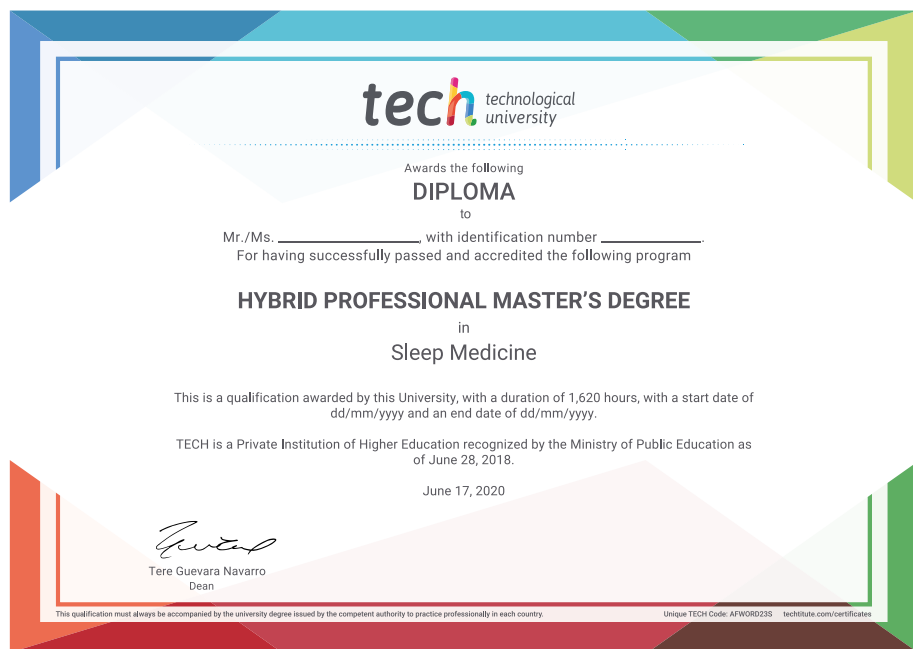 tech technological
university
Awards the following
DIPLOMA
to
Mr./Ms. ____________________, with identification number ______________.
For having successfully passed and accredited the following program
HYBRID PROFESSIONAL MASTER’S DEGREE
in
Sleep Medicine
This is a qualification awarded by this University, with a duration of 1,620 hours, with a start date of
dd/mm/yyyy and an end date of dd/mm/yyyy.
TECH is a Private Institution of Higher Education recognized by the Ministry of Public Education as
of June 28, 2018.
June 17, 2020
Tere Guevara Navarro
Dean
This qualification must always be accompanied by the university degree issued by the competent authority to practice professionally in each country. Unique TECH Code: AFWORD23S techtitute.com/certificates